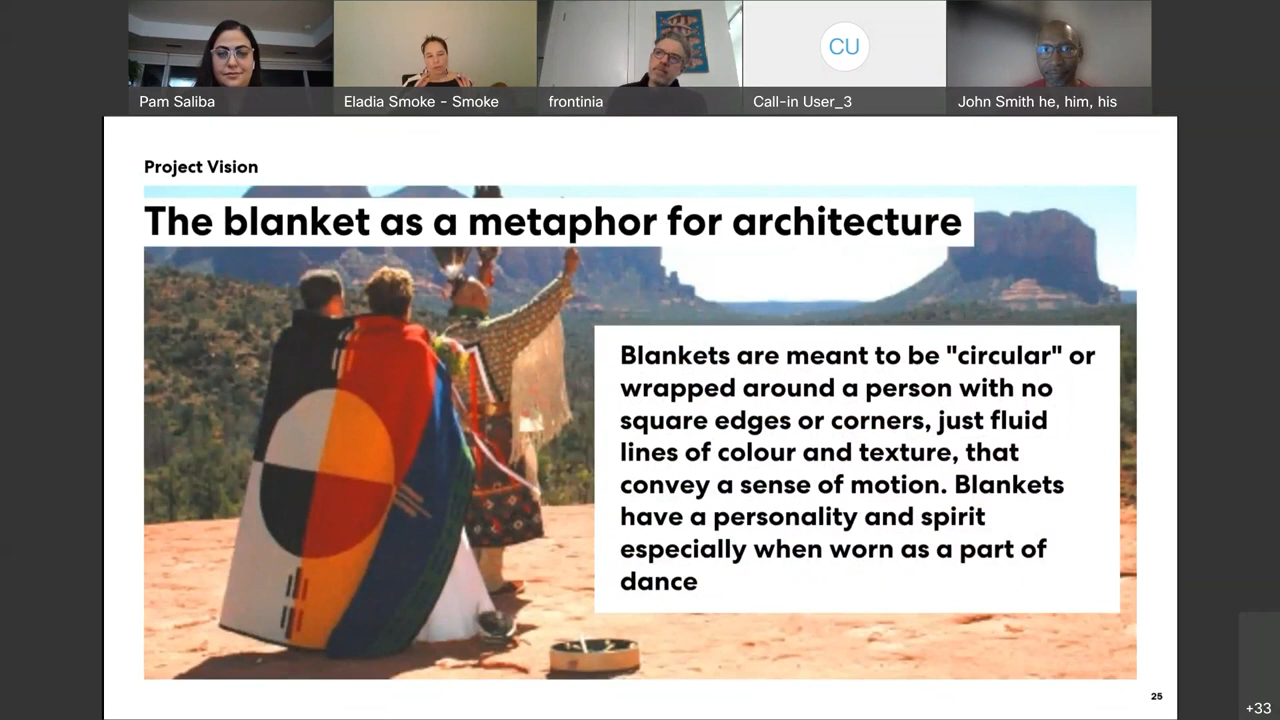 Pam Saliba
Eladia Smoke - Smoke
frontinia
CU
Call-in User_3
John Smith he, him, his
Project Vision
The blanket as a metaphor for architecture
Blankets are meant to be "circular" or
wrapped around a person with no
square edges or corners, just fluid
lines of colour and texture, that
convey a sense of motion. Blankets
have a personality and spirit
especially when worn as a part of
dance
25
+33